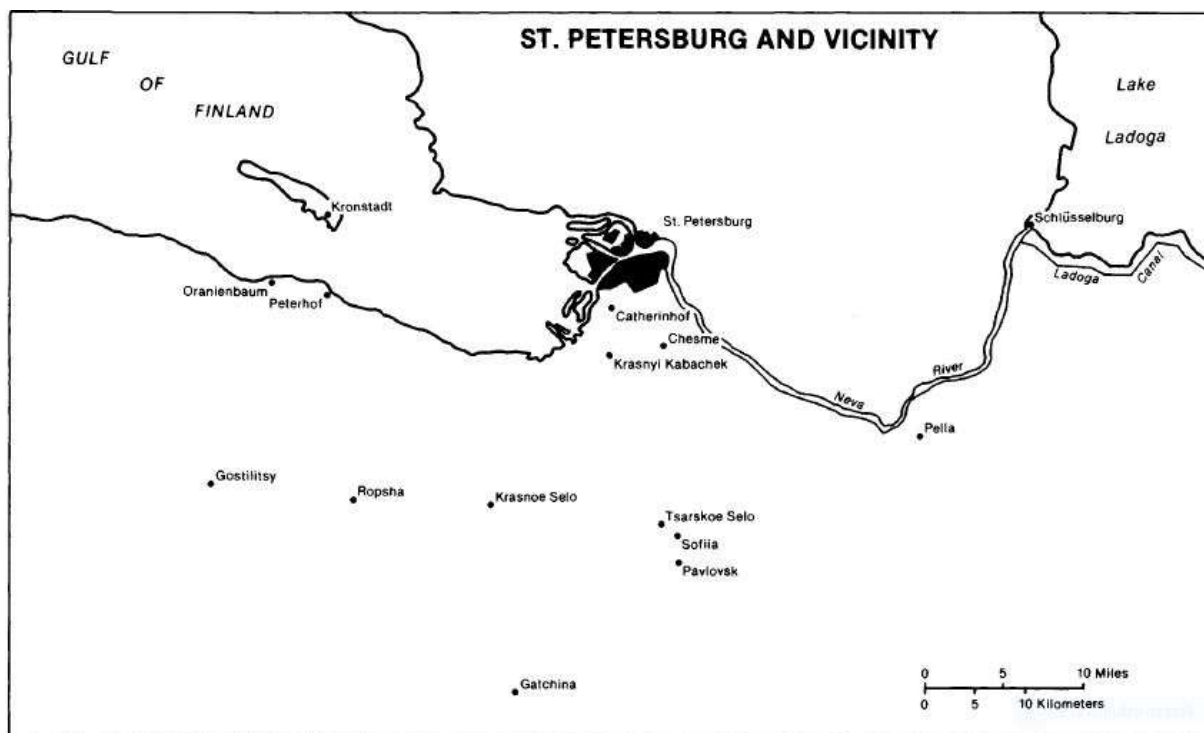 ST. PETERSBURG AND VICINITY
GULF
OF
FINLAND
Lake
Ladoga
Kronstadt
St. Petersburg
Schlüsselburg
Ladoga Canal
Oranienbaum
Peterhof
Catherinhof
Chesme
Krasnyi Kabachek
Neva River
Pella
Gostilitsy
Ropsha
Krasnoe Selo
Tsarskoe Selo
Sofiia
Pavlovsk
Gatchina
0 5 10 Miles
0 5 10 Kilometers